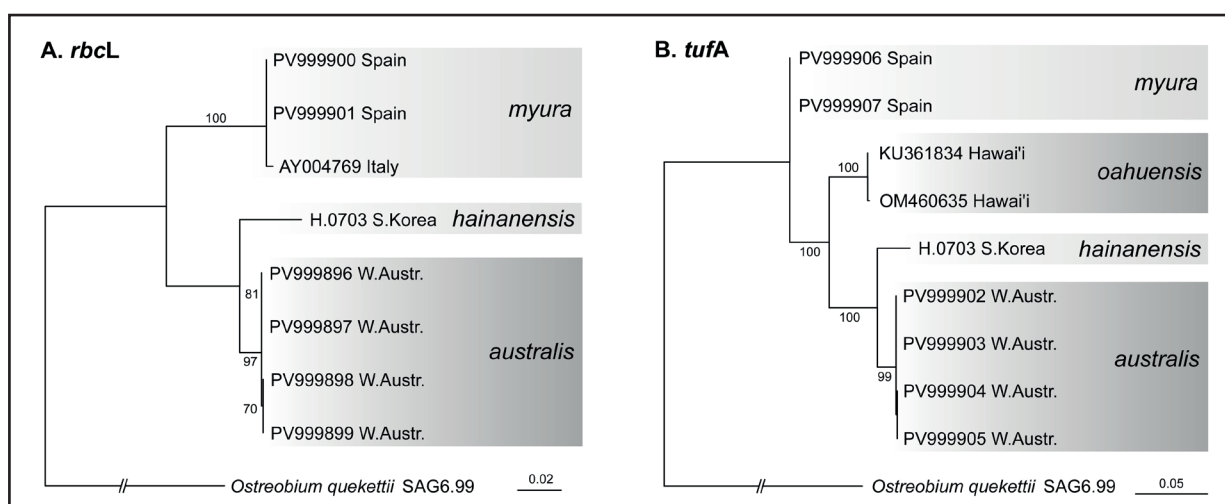 A. rbcL
PV999900 Spain
PV999901 Spain
AY004769 Italy
myura
100
H.0703 S.Korea
hainanensis
PV999896 W.Austr.
81
PV999897 W.Austr.
australis
97
PV999898 W.Austr.
70
PV999899 W.Austr.
Ostreobium quekettii SAG6.99
0.02
B. tufA
PV999906 Spain
PV999907 Spain
myura
KU361834 Hawai'i
100
OM460635 Hawai'i
oahuensis
100
H.0703 S.Korea
hainanensis
PV999902 W.Austr.
100
PV999903 W.Austr.
australis
99
PV999904 W.Austr.
PV999905 W.Austr.
Ostreobium quekettii SAG6.99
0.05